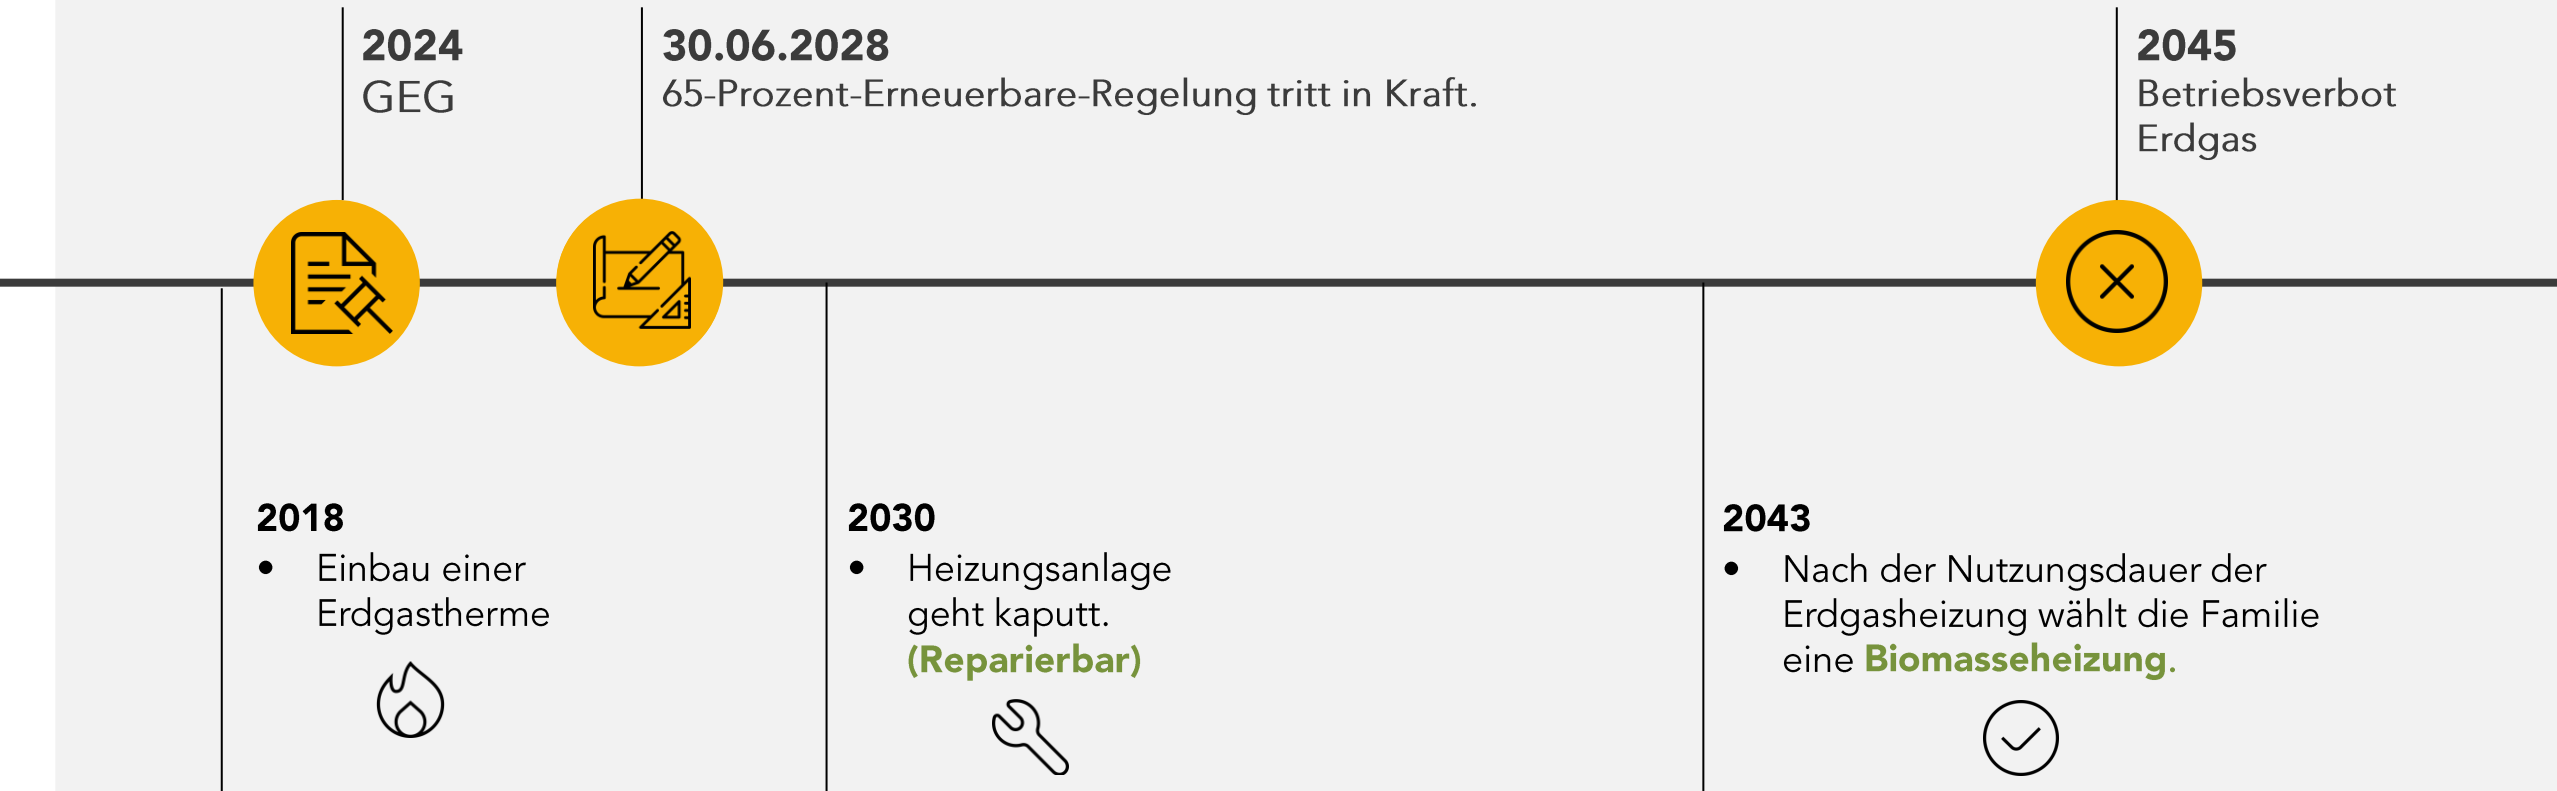 2024
GEG
30.06.2028
65-Prozent-Erneuerbare-Regelung tritt in Kraft.
2045
Betriebsverbot
Erdgas
2018
• Einbau einer
Erdgastherme
2030
• Heizungsanlage
geht kaputt.
(Reparierbar)
2043
• Nach der Nutzungsdauer der
Erdgasheizung wählt die Familie
eine Biomasseheizung.